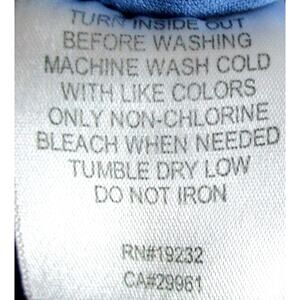 TURN INSIDE OUT
BEFORE WASHING
MACHINE WASH COLD
WITH LIKE COLORS
ONLY NON-CHLORINE
BLEACH WHEN NEEDED
TUMBLE DRY LOW
DO NOT IRON
RN#19232
CA#29961